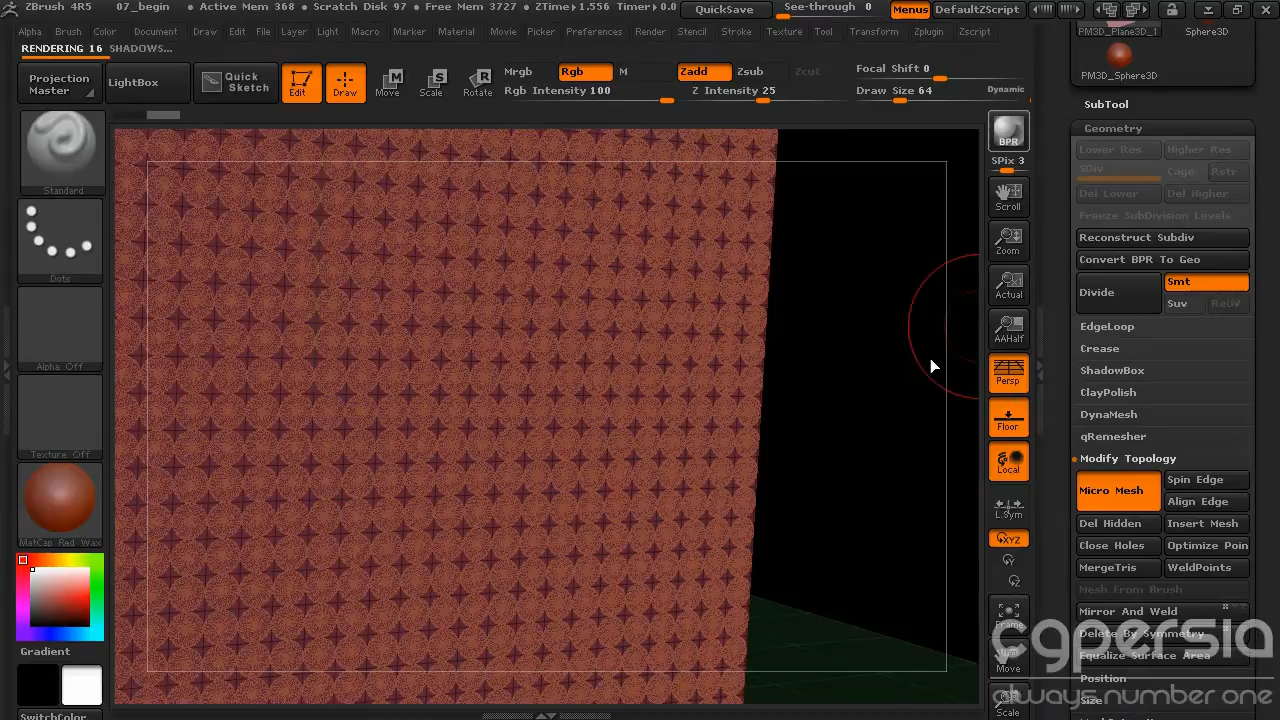 ZBrush 4R5 07_begin • Active Mem 368 • Scratch Disk 97 • Free Mem 3727 • ZTime▸1.556 Timer▸0.0 QuickSave See-through 0 Menus DefaultZScript
Alpha Brush Color Document Draw Edit File Layer Light Macro Marker Material Movie Picker Preferences Render Stencil Stroke Texture Tool Transform Zplugin Zscript
RENDERING 16 SHADOWS...
Projection Master
LightBox
Quick Sketch
Edit
Draw
Move
Scale
Rotate
Mrgb
Rgb
M
Rgb Intensity 100
Zadd
Zsub
Zcut
Z Intensity 25
Focal Shift 0
Draw Size 64
Dynamic
Standard
Dots
Alpha Off
Texture Off
MatCap Red Wax
Gradient
SwitchColor
BPR
SPix 3
Scroll
Zoom
Actual
AAHalf
Persp
Floor
Local
L.Sym
XYZ
Y
Z
Frame
Move
Scale
PM3D_Plane3D_1
Sphere3D
PM3D_Sphere3D
SubTool
Geometry
Lower Res Higher Res
SDiv Cage Rstr
Del Lower Del Higher
Freeze SubDivision Levels
Reconstruct Subdiv
Convert BPR To Geo
Divide
Smt
Suv ReUV
EdgeLoop
Crease
ShadowBox
ClayPolish
DynaMesh
qRemesher
Modify Topology
Micro Mesh
Spin Edge
Align Edge
Del Hidden Insert Mesh
Close Holes Optimize Poin
MergeTris WeldPoints
Mesh From Brush
Mirror And Weld
Delete By Symmetry
Equalize Surface Area
Position
Size
cgpersia
always number one